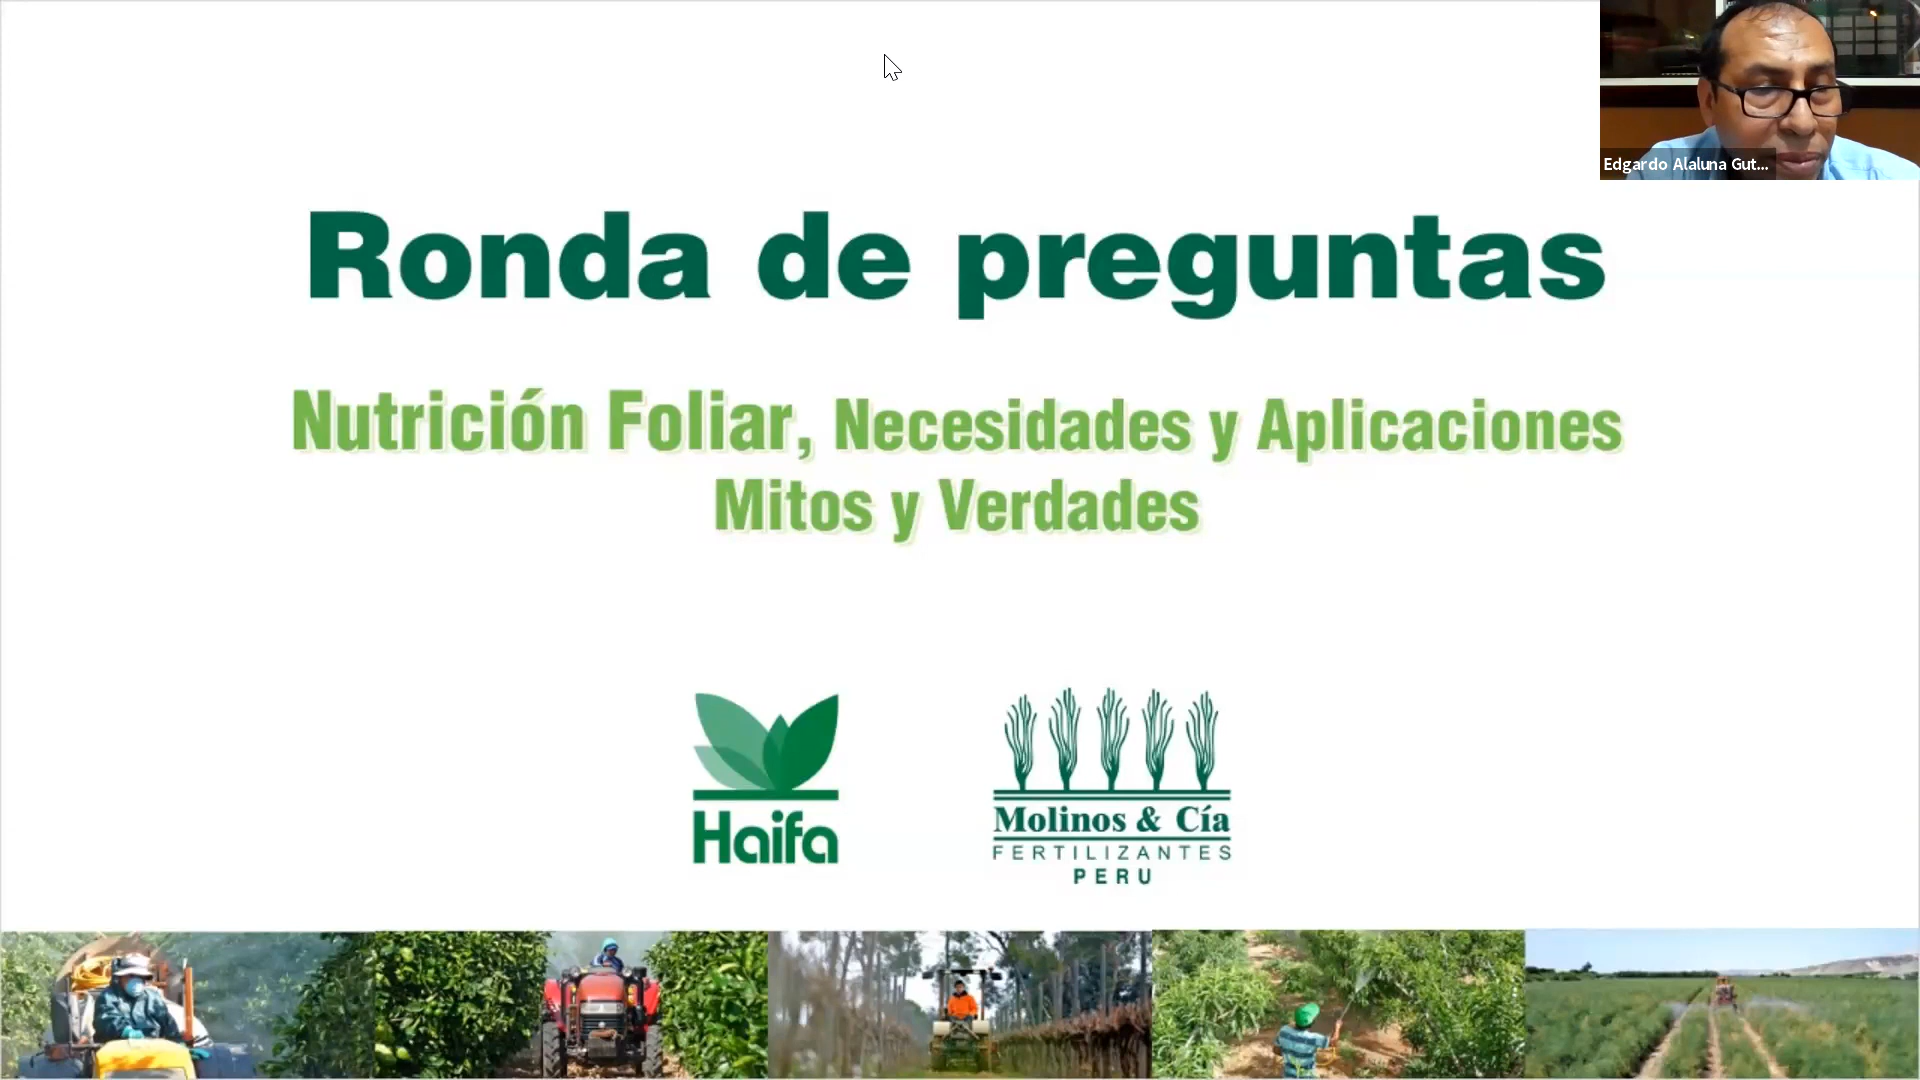 Edgardo Alaluna Gut...
Ronda de preguntas
Nutrición Foliar, Necesidades y Aplicaciones
Mitos y Verdades
Haifa
Molinos & Cía
FERTILIZANTES
PERU